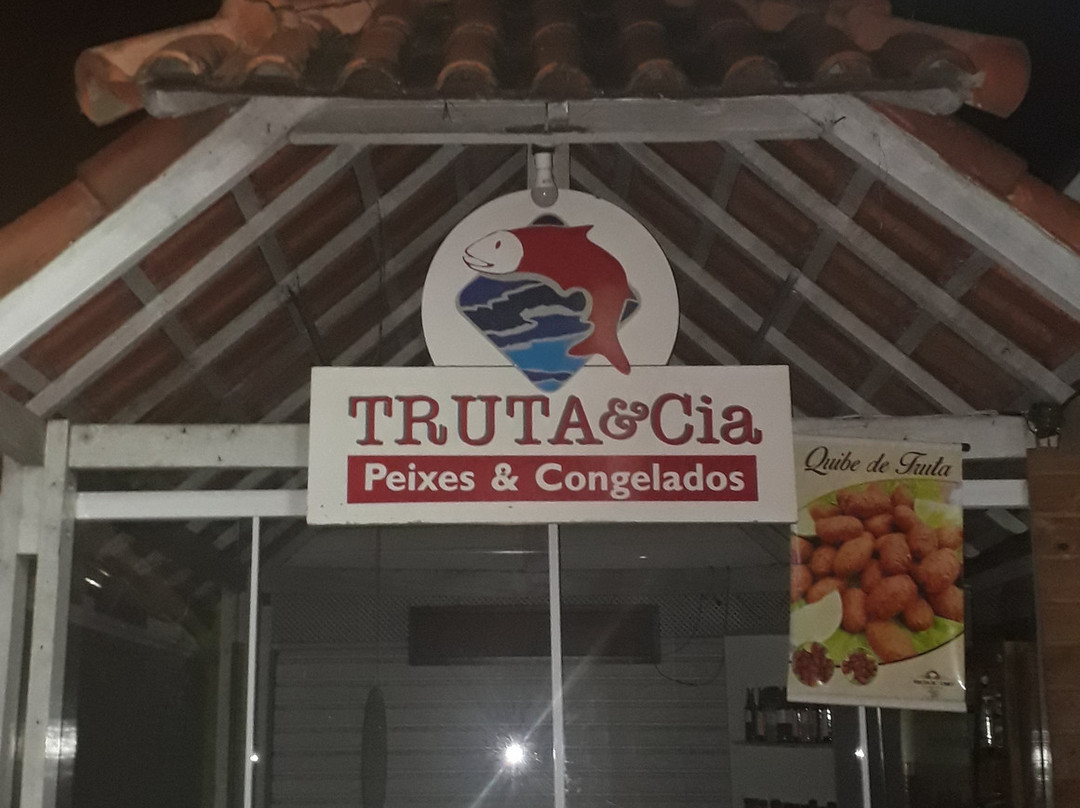 TRUTA&Cia
Peixes & Congelados
Quibe de Truta